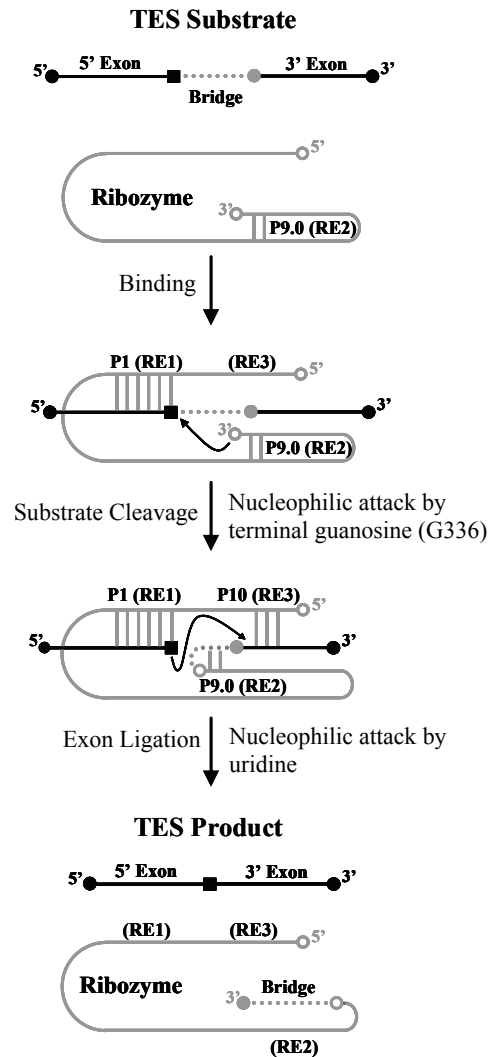 TES Substrate
5’ 5’ Exon 3’ Exon 3’
Bridge
5’
Ribozyme
3’
P9.0 (RE2)
Binding
P1 (RE1) (RE3)
5’
5’ 3’
3’
P9.0 (RE2)
Substrate Cleavage
Nucleophilic attack by
terminal guanosine (G336)
P1 (RE1) P10 (RE3)
5’
5’ 3’
P9.0 (RE2)
Exon Ligation
Nucleophilic attack by
uridine
TES Product
5’ 5’ Exon 3’ Exon 3’
(RE1) (RE3)
5’
Ribozyme
3’ Bridge
(RE2)